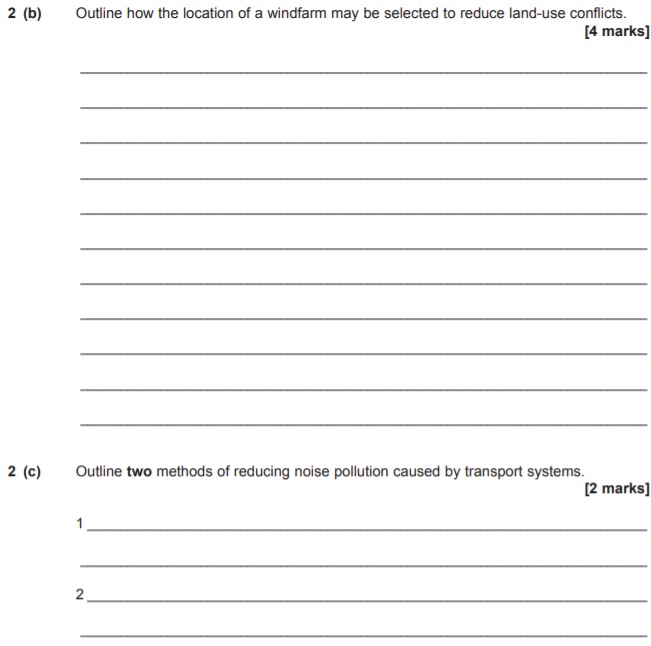 2 (b) Outline how the location of a windfarm may be selected to reduce land-use conflicts.
[4 marks]
2 (c) Outline two methods of reducing noise pollution caused by transport systems.
[2 marks]
1
2